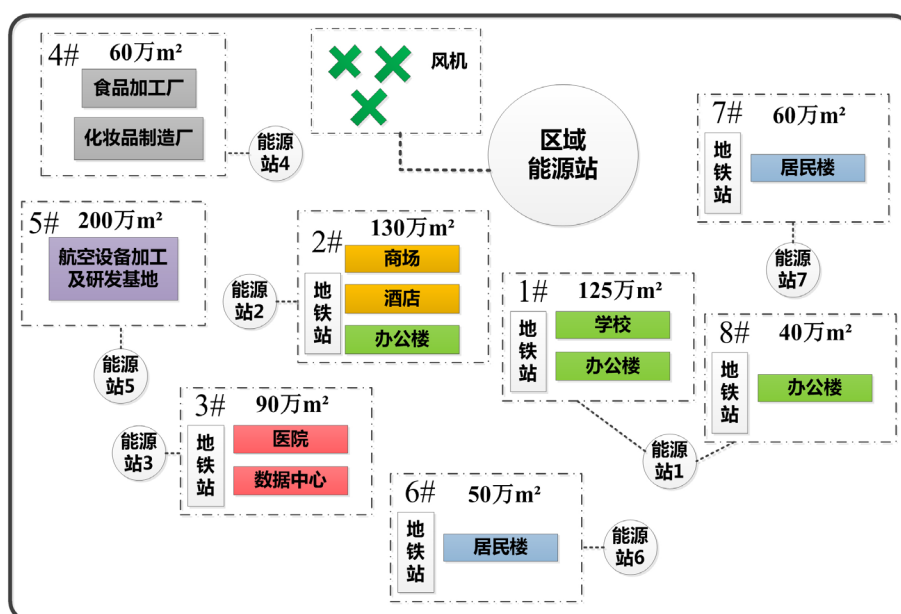 4#
60万m²
食品加工厂
化妆品制造厂
能源
站4
风机
区域
能源站
7#
60万m²
地
铁
站
居民楼
能源
站7
5#
200万m²
航空设备加工
及研发基地
能源
站5
2#
130万m²
地
铁
站
商场
酒店
办公楼
能源
站2
1#
125万m²
地
铁
站
学校
办公楼
8#
40万m²
地
铁
站
办公楼
能源
站1
3#
90万m²
地
铁
站
医院
数据中心
能源
站3
6#
50万m²
地
铁
站
居民楼
能源
站6